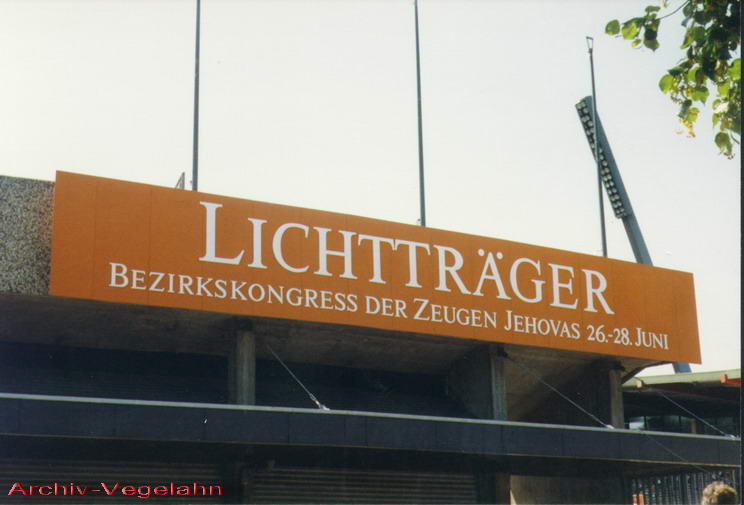 LICHTTRÄGER
BEZIRKSKONGRESS DER ZEUGEN JEHOVAS 26.-28. JUNI
Archiv-Vegelahn